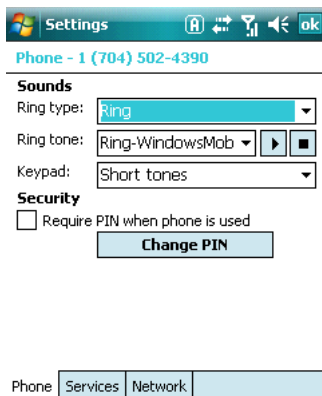 Settings
ok
Phone - 1 (704) 502-4390
Sounds
Ring type: Ring
Ring tone: Ring-WindowsMob
Keypad: Short tones
Security
Require PIN when phone is used
Change PIN
Phone Services Network